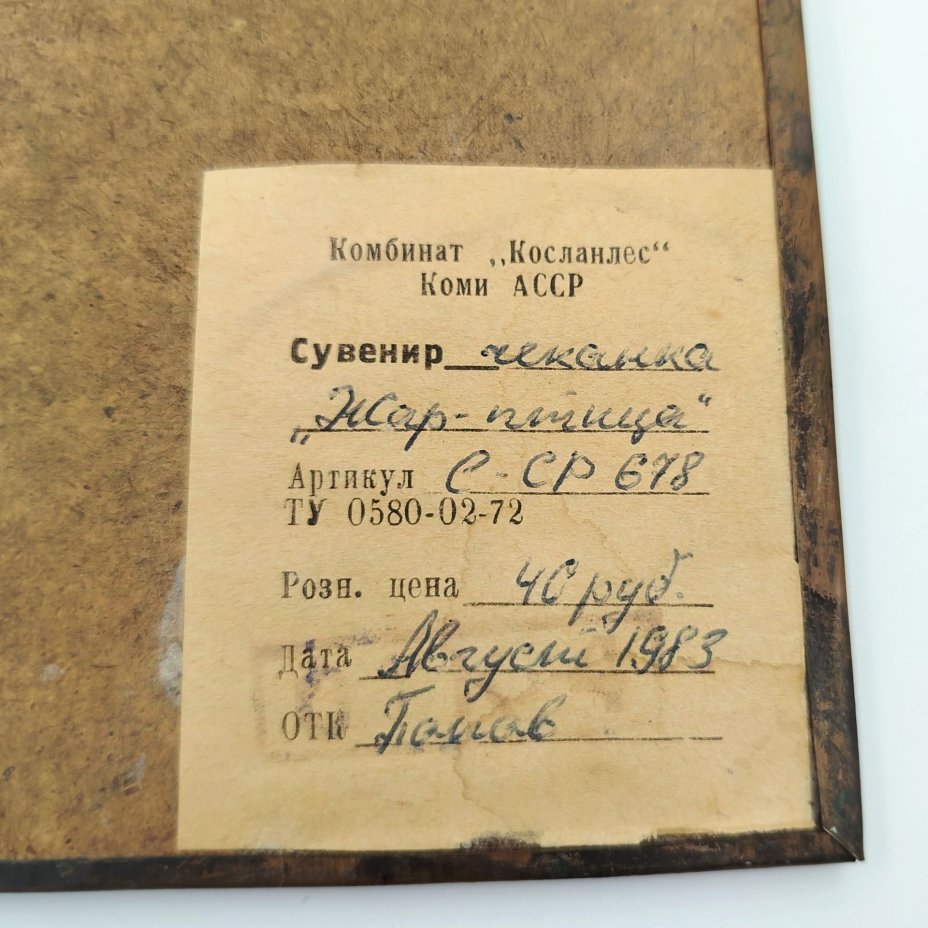 Комбинат „Косланлес“
Коми АССР
Сувенир чеканка
„Жар-птица“
Артикул С-СР 678
ТУ 0580-02-72
Розн. цена 40 руб.
Дата Август 1983
ОТК Попов